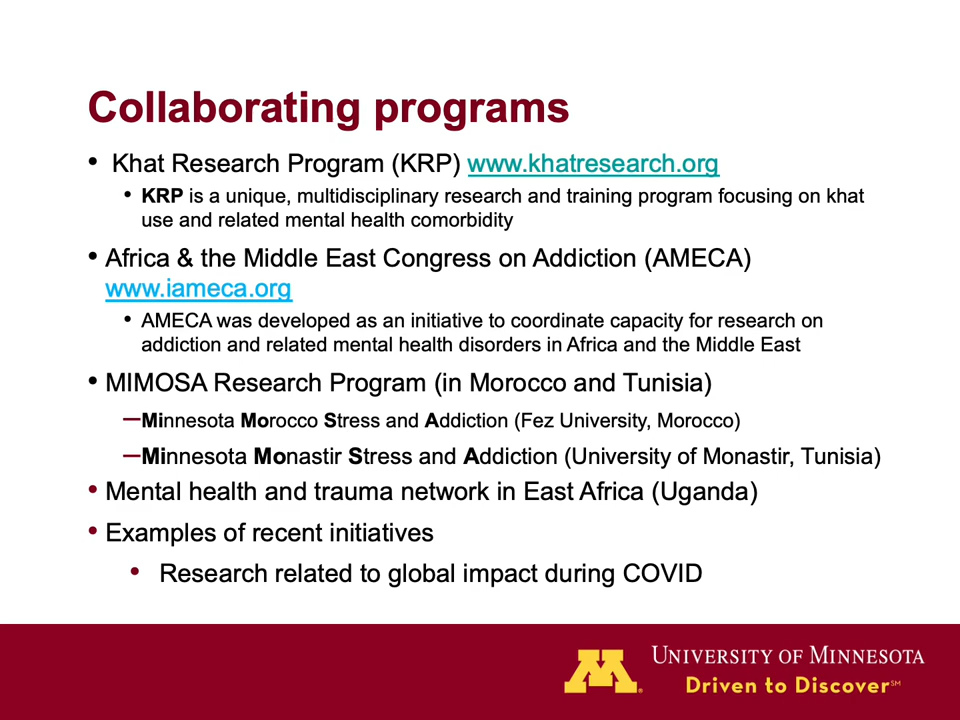 Collaborating programs
• Khat Research Program (KRP) www.khatresearch.org
• KRP is a unique, multidisciplinary research and training program focusing on khat
use and related mental health comorbidity
• Africa & the Middle East Congress on Addiction (AMECA)
www.iameca.org
• AMECA was developed as an initiative to coordinate capacity for research on
addiction and related mental health disorders in Africa and the Middle East
• MIMOSA Research Program (in Morocco and Tunisia)
–Minnesota Morocco Stress and Addiction (Fez University, Morocco)
–Minnesota Monastir Stress and Addiction (University of Monastir, Tunisia)
• Mental health and trauma network in East Africa (Uganda)
• Examples of recent initiatives
• Research related to global impact during COVID
M
UNIVERSITY OF MINNESOTA
Driven to Discover℠